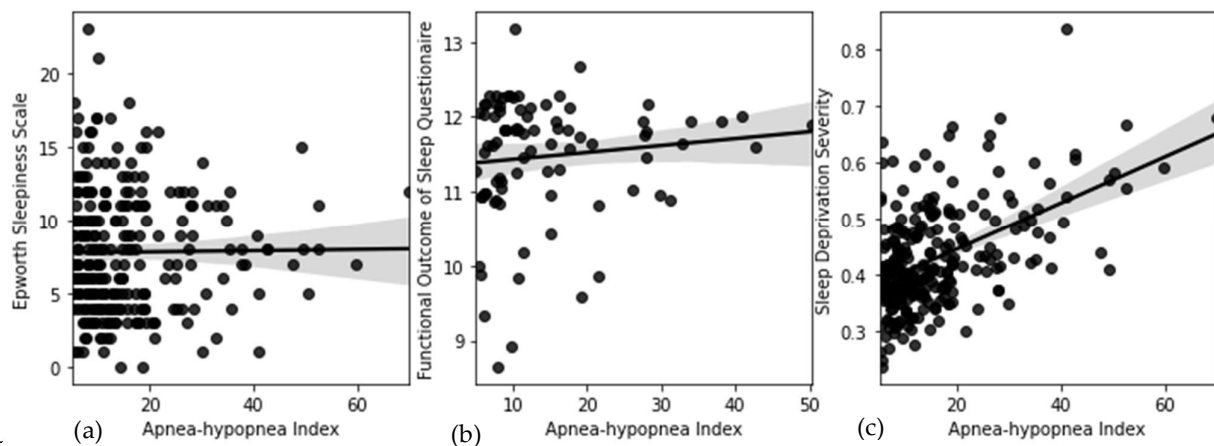 Epworth Sleepiness Scale
20
15
10
5
0
20 40 60
(a)
Apnea-hypopnea Index
Functional Outcome of Sleep Questionaire
13
12
11
10
9
10 20 30 40 50
(b)
Apnea-hypopnea Index
Sleep Deprivation Severity
0.8
0.7
0.6
0.5
0.4
0.3
20 40 60
(c)
Apnea-hypopnea Index